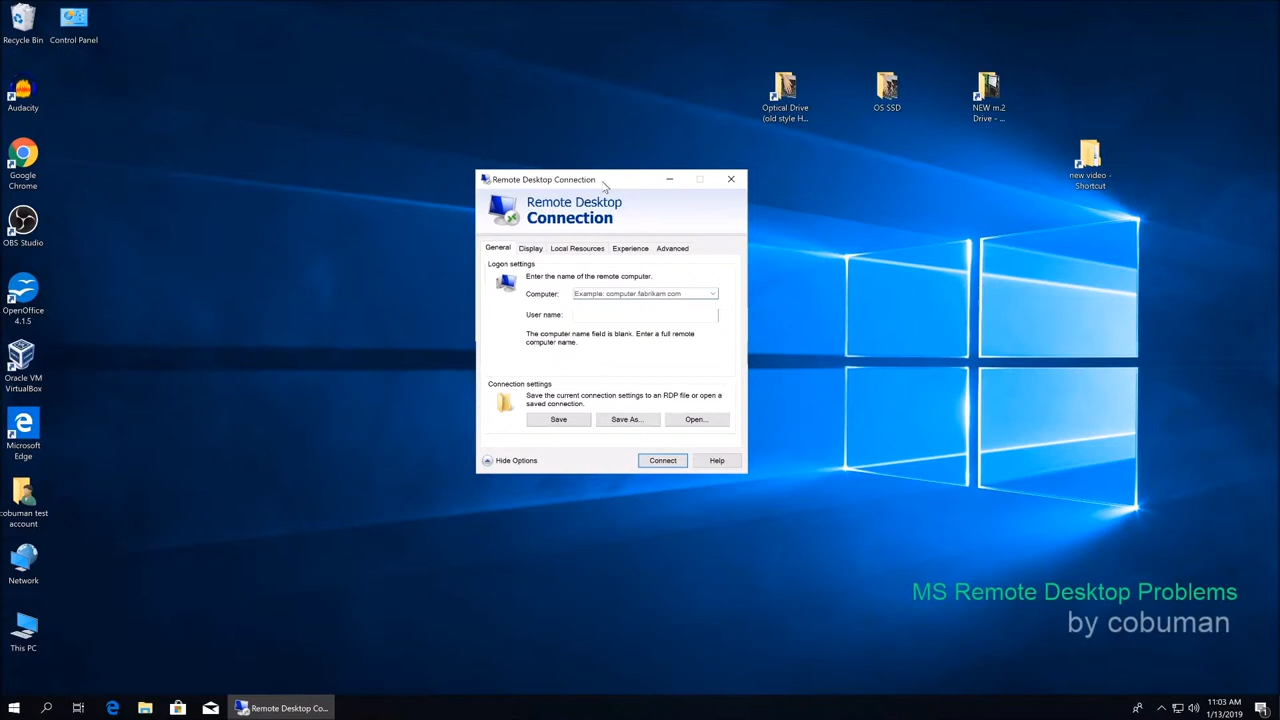 Recycle Bin
Control Panel
Audacity
Google
Chrome
OBS Studio
OpenOffice
4.1.5
Oracle VM
VirtualBox
Microsoft
Edge
cobuman test
account
Network
This PC
Optical Drive
(old style H...
OS SSD
NEW m.2
Drive - ...
new video -
Shortcut
Remote Desktop Connection
Remote Desktop
Connection
General Display Local Resources Experience Advanced
Logon settings
Enter the name of the remote computer.
Computer: Example: computer.fabrikam.com
User name:
The computer name field is blank. Enter a full remote
computer name.
Connection settings
Save the current connection settings to an RDP file or open a
saved connection.
Save Save As... Open...
Hide Options Connect Help
MS Remote Desktop Problems
by cobuman
Remote Desktop Co...
11:03 AM
1/13/2019
1